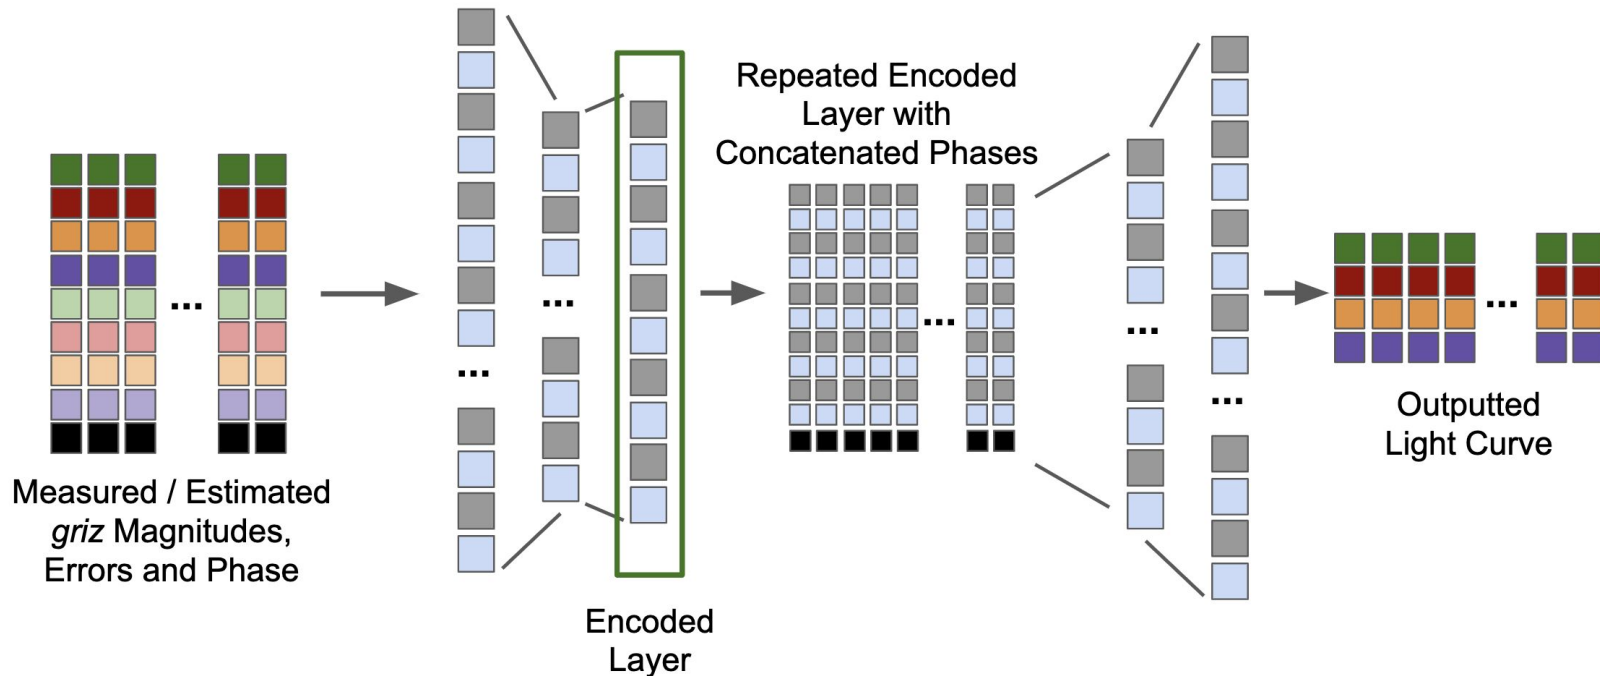 Measured / Estimated
griz Magnitudes,
Errors and Phase
Encoded
Layer
Repeated Encoded
Layer with
Concatenated Phases
Outputted
Light Curve